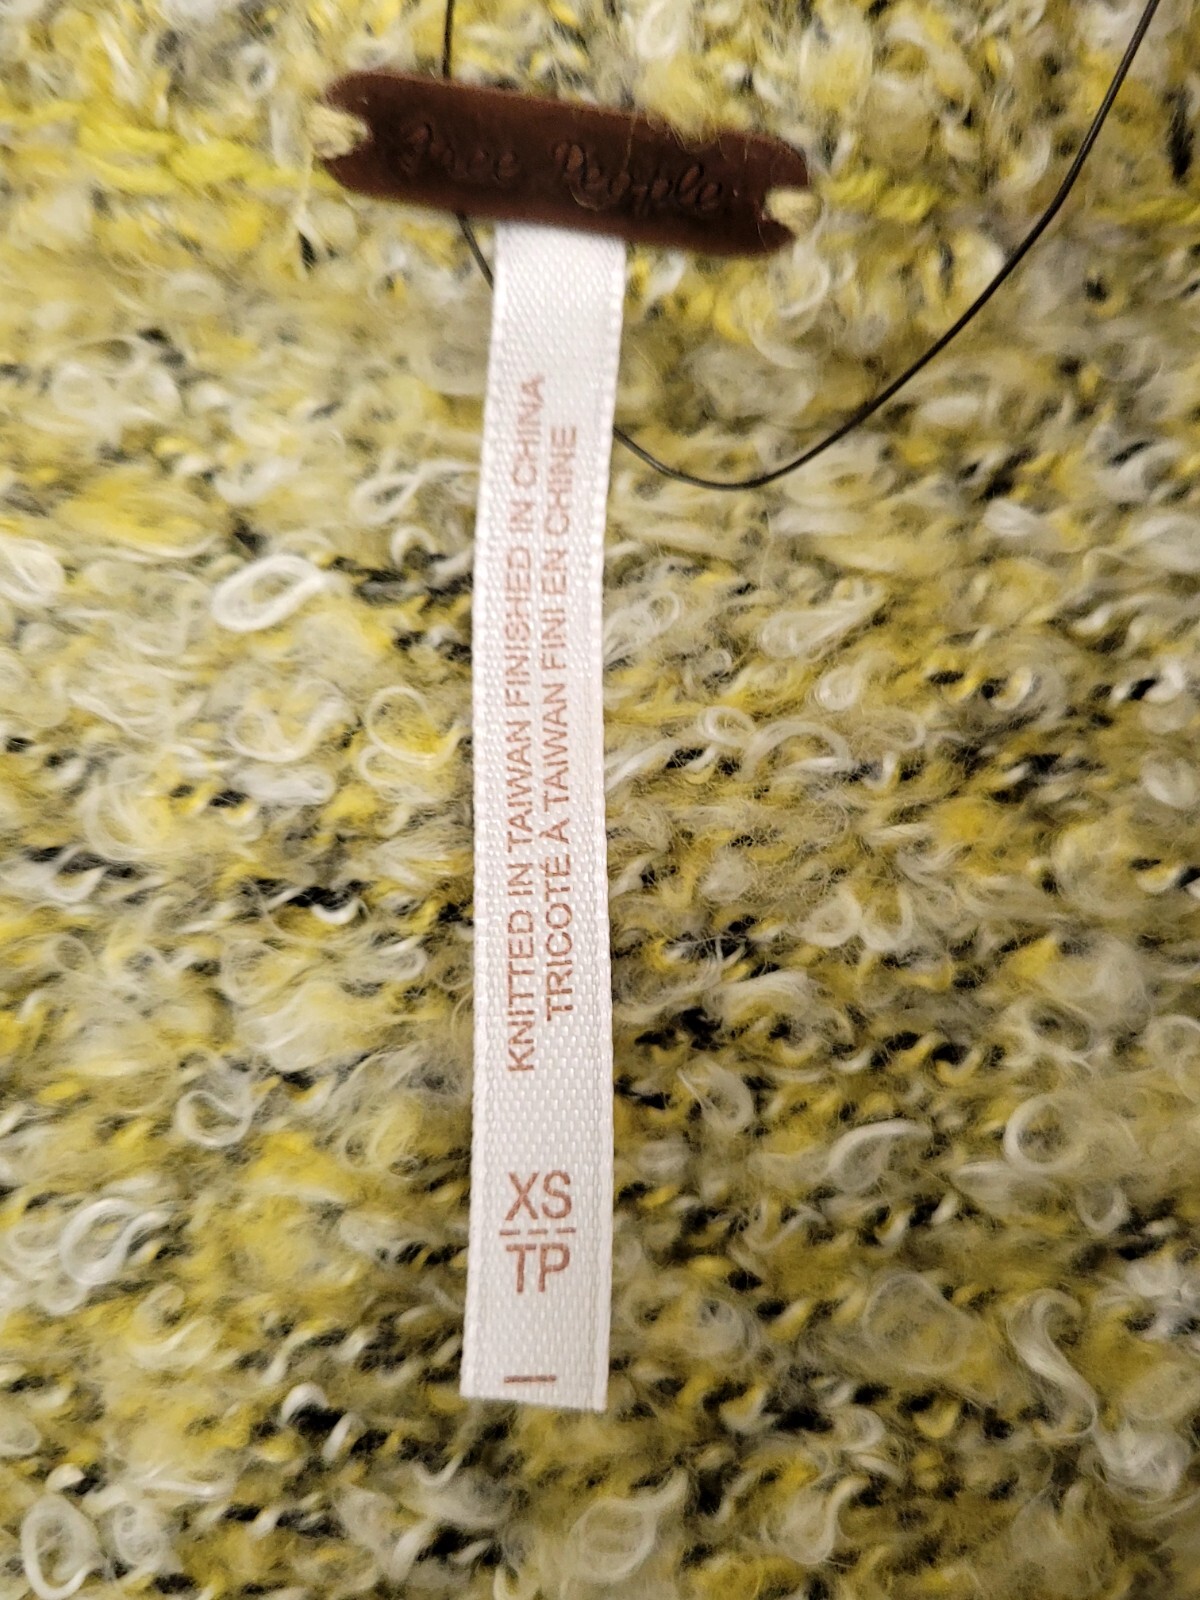 Free People
KNITTED IN TAIWAN FINISHED IN CHINA
TRICOTÉ À TAIWAN FINI EN CHINE
XS
TP